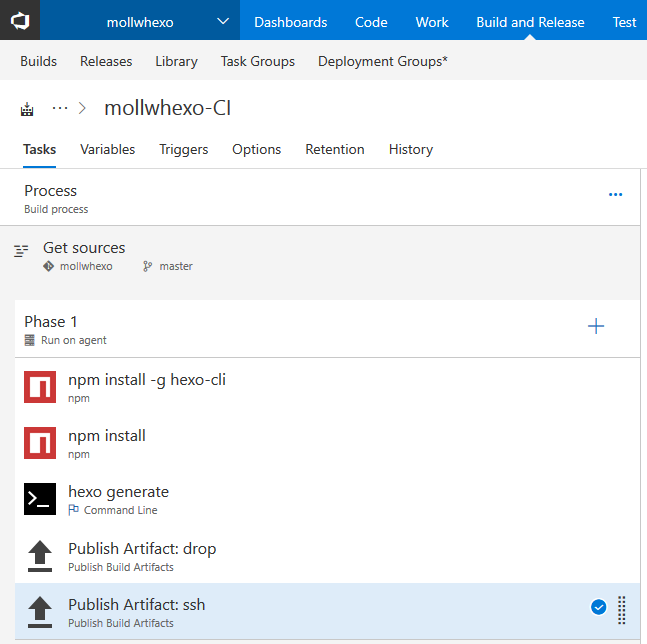 mollwhexo Dashboards Code Work Build and Release Test
Builds Releases Library Task Groups Deployment Groups*
... > mollwhexo-CI
Tasks Variables Triggers Options Retention History
Process
Build process
Get sources
mollwhexo master
Phase 1
Run on agent
npm install -g hexo-cli
npm
npm install
npm
hexo generate
Command Line
Publish Artifact: drop
Publish Build Artifacts
Publish Artifact: ssh
Publish Build Artifacts